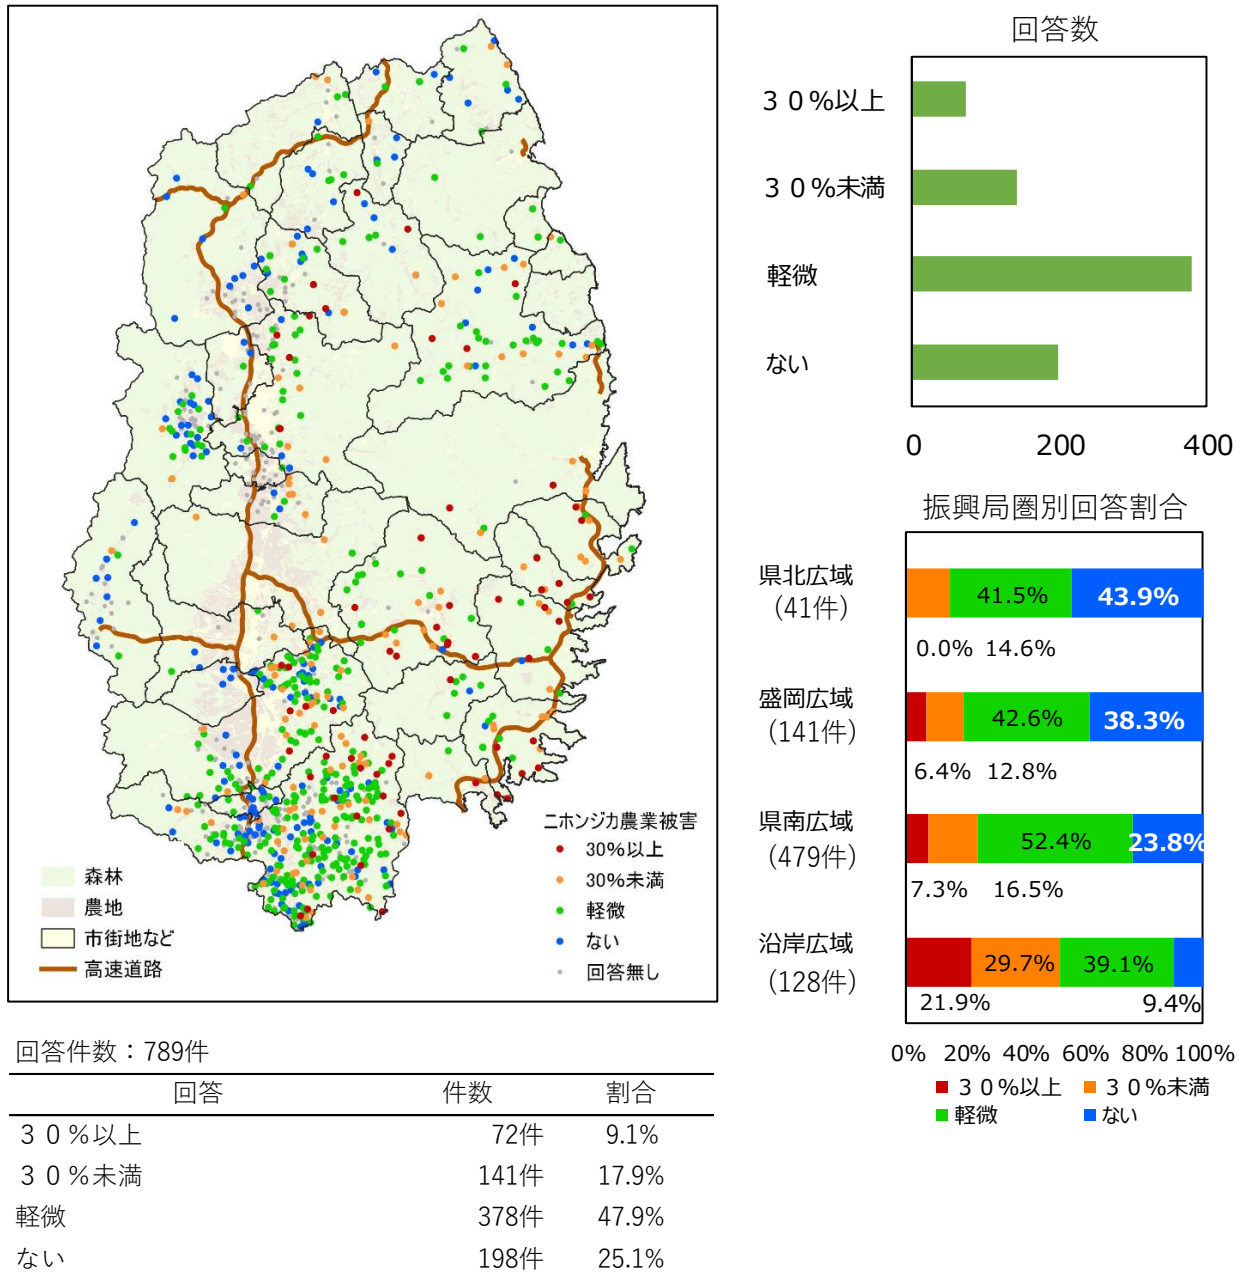 ニホンジカ農業被害
30%以上
30%未満
軽微
ない
回答無し
森林
農地
市街地など
高速道路
回答数
３０%以上
３０%未満
軽微
ない
0 200 400
振興局圏別回答割合
県北広域
(41件)
41.5% 43.9%
0.0% 14.6%
盛岡広域
(141件)
42.6% 38.3%
6.4% 12.8%
県南広域
(479件)
52.4% 23.8%
7.3% 16.5%
沿岸広域
(128件)
29.7% 39.1%
21.9% 9.4%
0% 20% 40% 60% 80% 100%
３０%以上 ３０%未満
軽微 ない
回答件数：789件
回答 件数 割合
３０%以上 72件 9.1%
３０%未満 141件 17.9%
軽微 378件 47.9%
ない 198件 25.1%